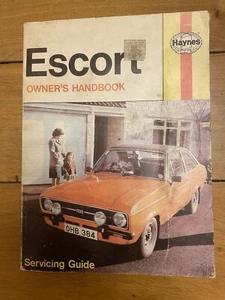 Haynes
Escort
OWNER'S HANDBOOK
OHB 384
Servicing Guide